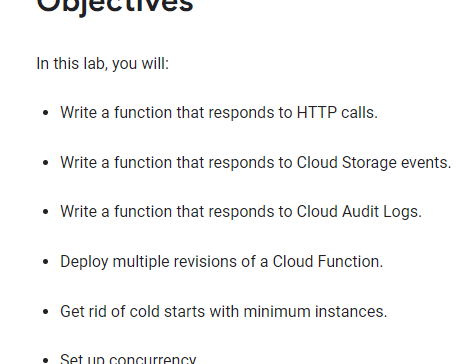 Objectives
In this lab, you will:
• Write a function that responds to HTTP calls.
• Write a function that responds to Cloud Storage events.
• Write a function that responds to Cloud Audit Logs.
• Deploy multiple revisions of a Cloud Function.
• Get rid of cold starts with minimum instances.
• Set up concurrency.